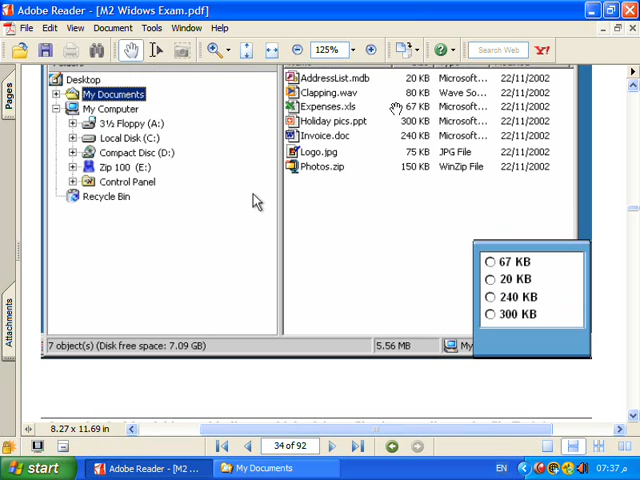 Adobe Reader - [M2 Widows Exam.pdf]
File Edit View Document Tools Window Help
125%
Search Web
Pages
Attachments
Desktop
My Documents
My Computer
3½ Floppy (A:)
Local Disk (C:)
Compact Disc (D:)
Zip 100 (E:)
Control Panel
Recycle Bin
AddressList.mdb 20 KB Microsoft... 22/11/2002
Clapping.wav 80 KB Wave So... 22/11/2002
Expenses.xls 67 KB Microsoft... 22/11/2002
Holiday pics.ppt 300 KB Microsoft... 22/11/2002
Invoice.doc 240 KB Microsoft... 22/11/2002
Logo.jpg 75 KB JPG File 22/11/2002
Photos.zip 150 KB WinZip File 22/11/2002
67 KB
20 KB
240 KB
300 KB
7 object(s) (Disk free space: 7.09 GB) 5.56 MB My
8.27 x 11.69 in
34 of 92
start Adobe Reader - [M2 ... My Documents EN 07:37